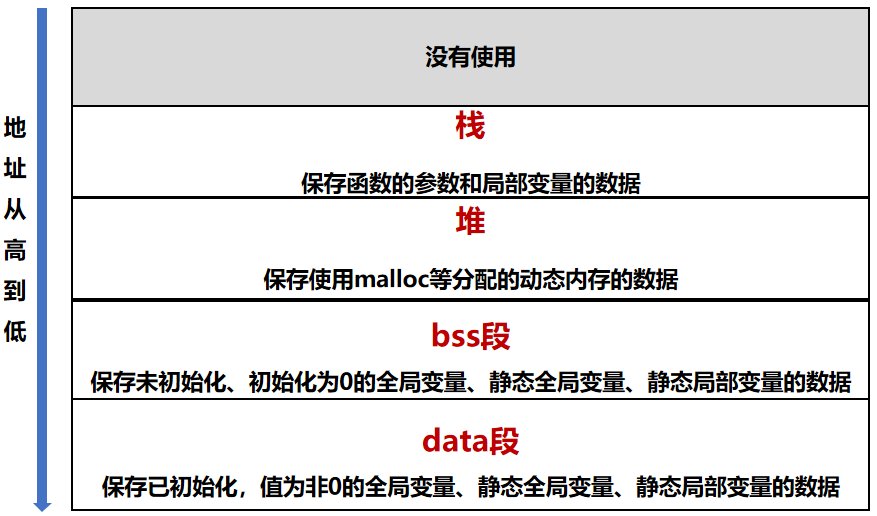 地址从高到低
没有使用
栈
保存函数的参数和局部变量的数据
堆
保存使用malloc等分配的动态内存的数据
bss段
保存未初始化、初始化为0的全局变量、静态全局变量、静态局部变量的数据
data段
保存已初始化，值为非0的全局变量、静态全局变量、静态局部变量的数据